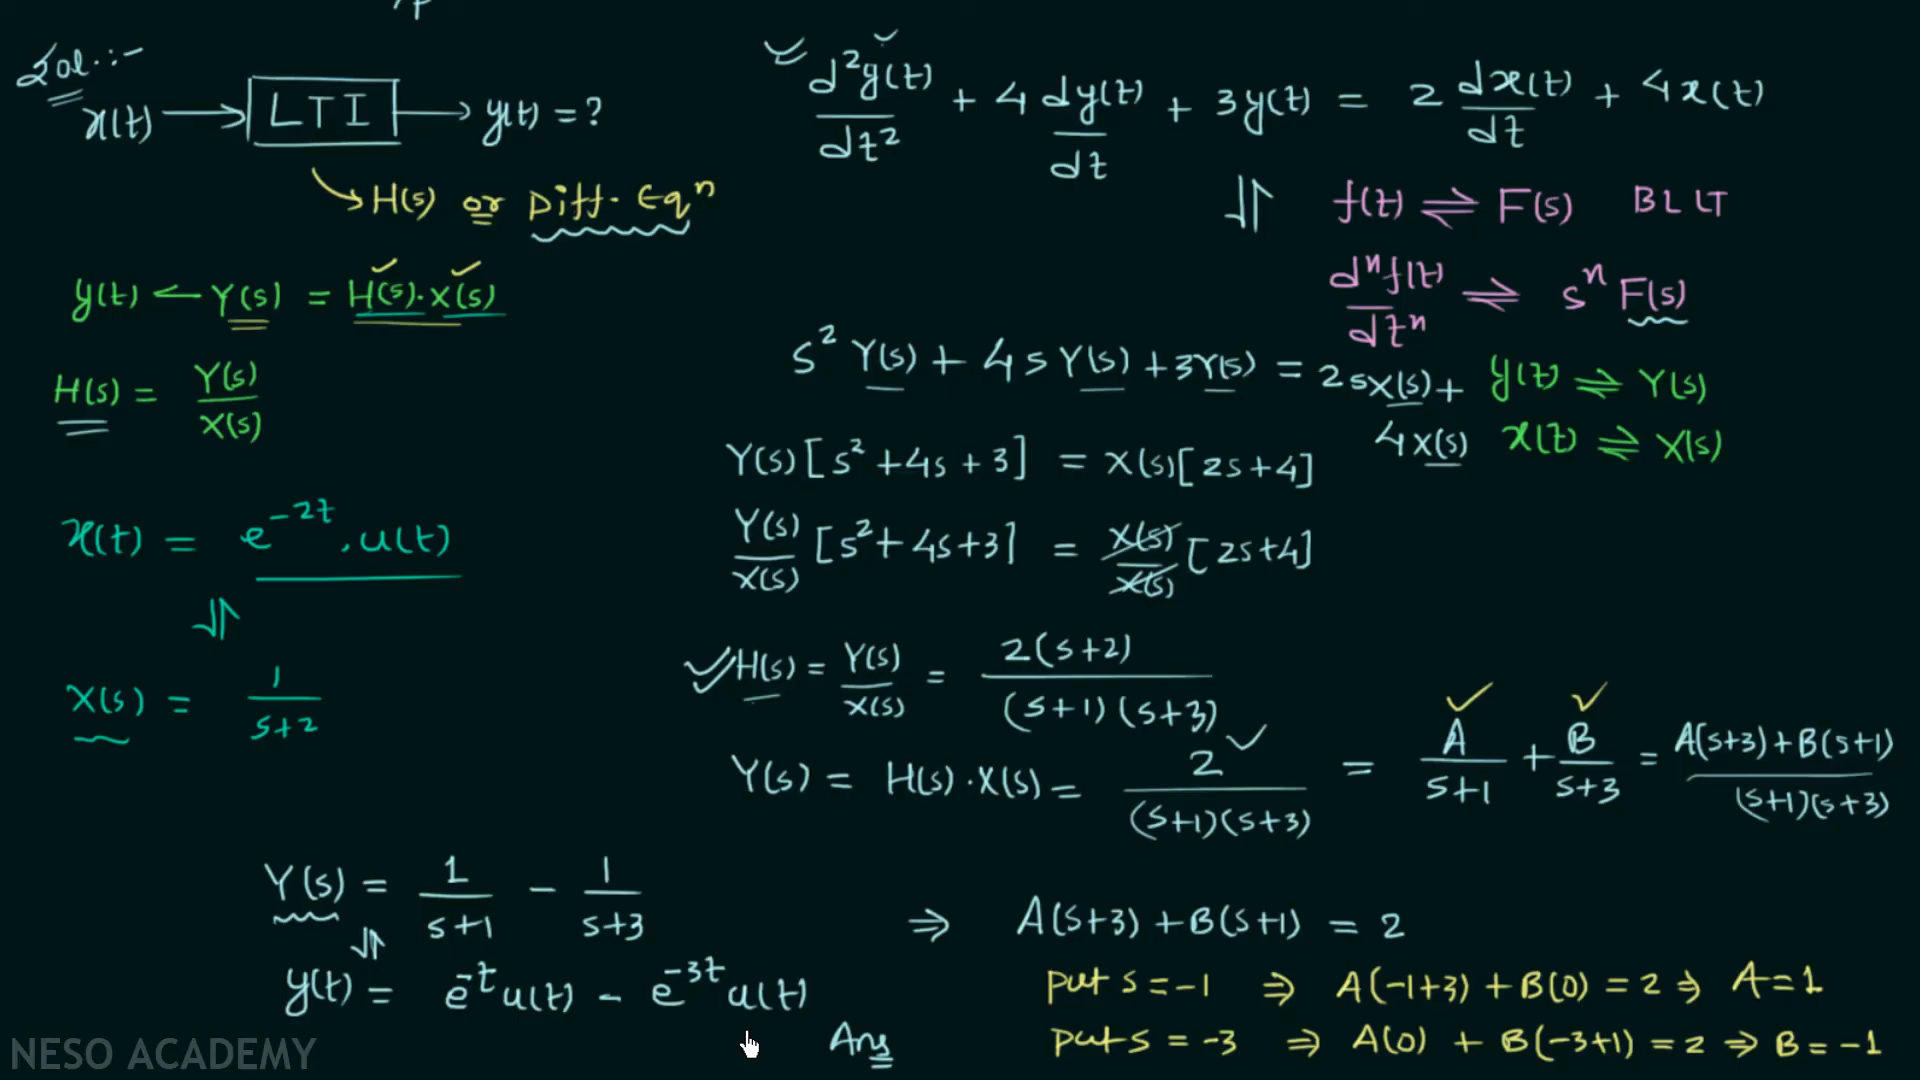 Sol.:-
x(t) → LTI → y(t) = ?
↳ H(s) or Diff. Eqⁿ
y(t) ← Y(s) = H(s)·X(s)
H(s) = Y(s)/X(s)
x(t) = e^{-2t}.u(t)
⇌
X(s) = 1/(s+2)
d²y(t)/dt² + 4 dy(t)/dt + 3y(t) = 2 dx(t)/dt + 4x(t)
⇌ f(t) ⇌ F(s) BLLT
dⁿf(t)/dtⁿ ⇌ sⁿ F(s)
s² Y(s) + 4sY(s) + 3Y(s) = 2sX(s) + 4X(s)
y(t) ⇌ Y(s)
x(t) ⇌ X(s)
Y(s)[s² + 4s + 3] = X(s)[2s+4]
Y(s)/X(s) [s² + 4s + 3] = X(s)/X(s) [2s+4]
H(s) = Y(s)/X(s) = 2(s+2)/(s+1)(s+3)
Y(s) = H(s)·X(s) = 2/(s+1)(s+3) = A/(s+1) + B/(s+3) = A(s+3)+B(s+1)/(s+1)(s+3)
⇒ A(s+3) + B(s+1) = 2
put s = -1 ⇒ A(-1+3) + B(0) = 2 ⇒ A = 1
put s = -3 ⇒ A(0) + B(-3+1) = 2 ⇒ B = -1
Y(s) = 1/(s+1) - 1/(s+3)
⇌
y(t) = e^{-t}u(t) - e^{-3t}u(t)
Ans
NESO ACADEMY